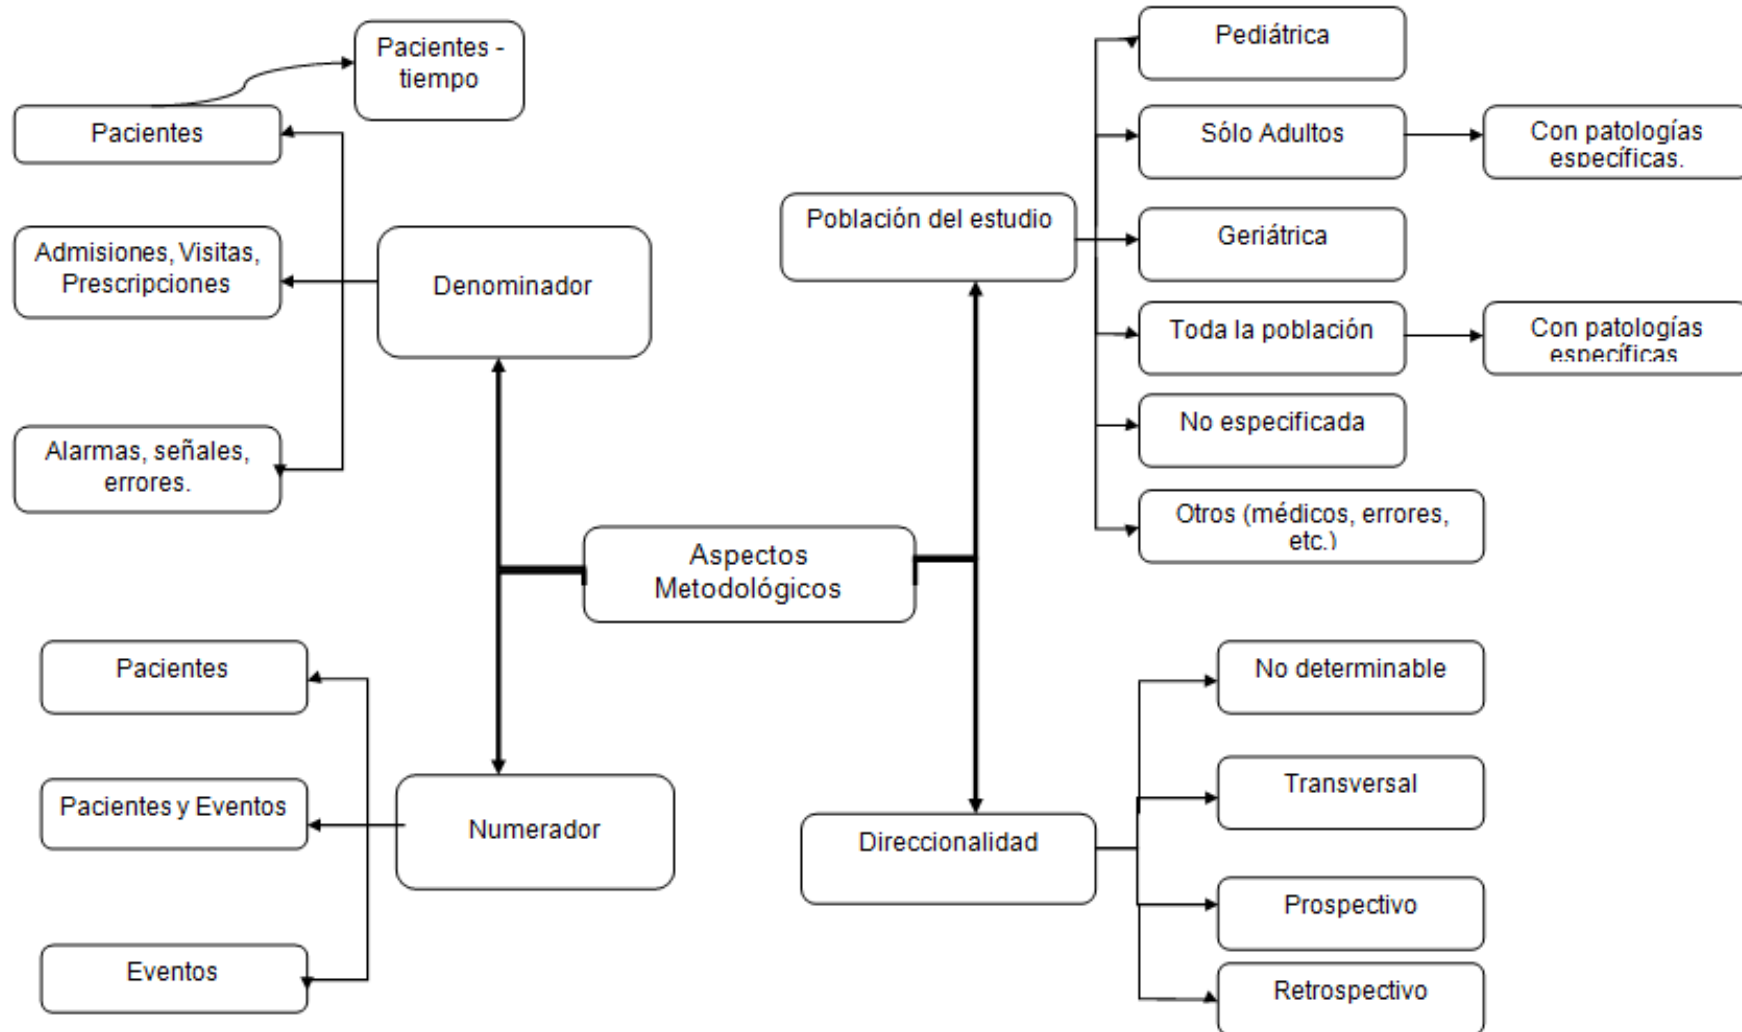 Pacientes -
tiempo
Pacientes
Admisiones, Visitas,
Prescripciones
Denominador
Alarmas, señales,
errores.
Pediátrica
Sólo Adultos
Con patologías
específicas.
Población del estudio
Geriátrica
Toda la población
Con patologías
específicas
No especificada
Otros (médicos, errores,
etc.)
Aspectos
Metodológicos
Pacientes
Pacientes y Eventos
Numerador
Eventos
No determinable
Transversal
Direccionalidad
Prospectivo
Retrospectivo